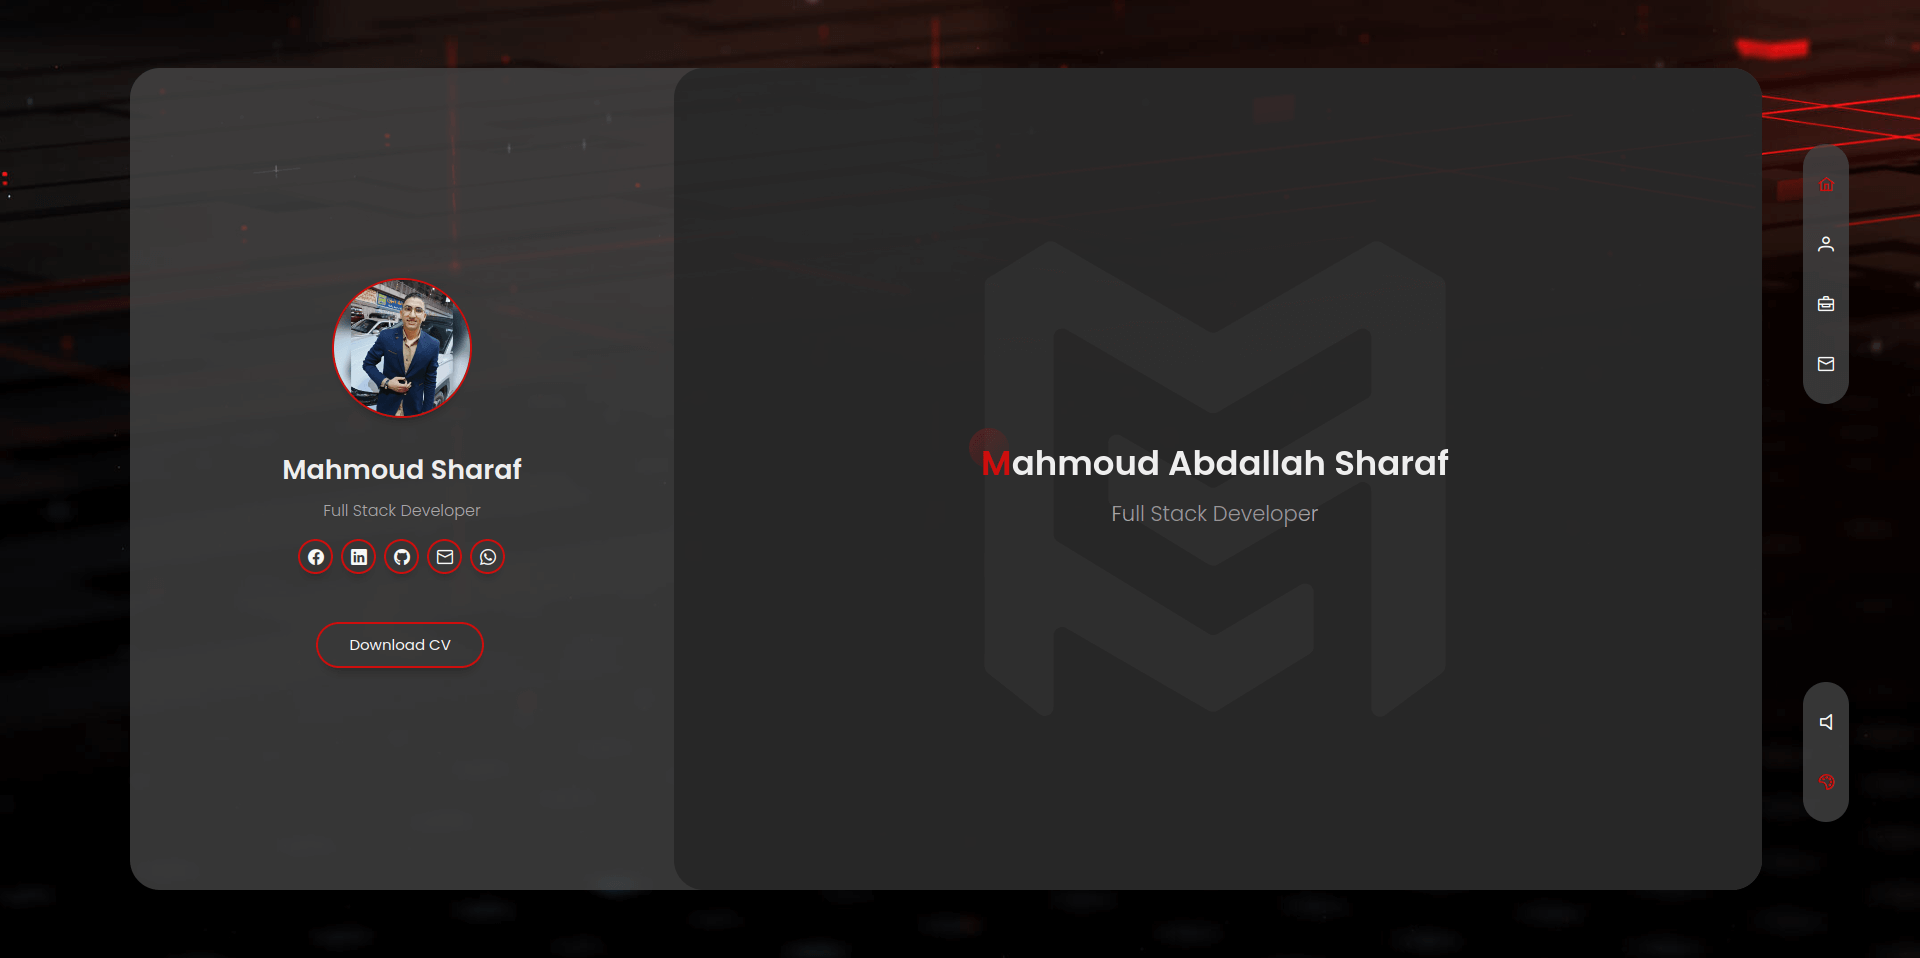 Mahmoud Sharaf
Full Stack Developer
Download CV
Mahmoud Abdallah Sharaf
Full Stack Developer